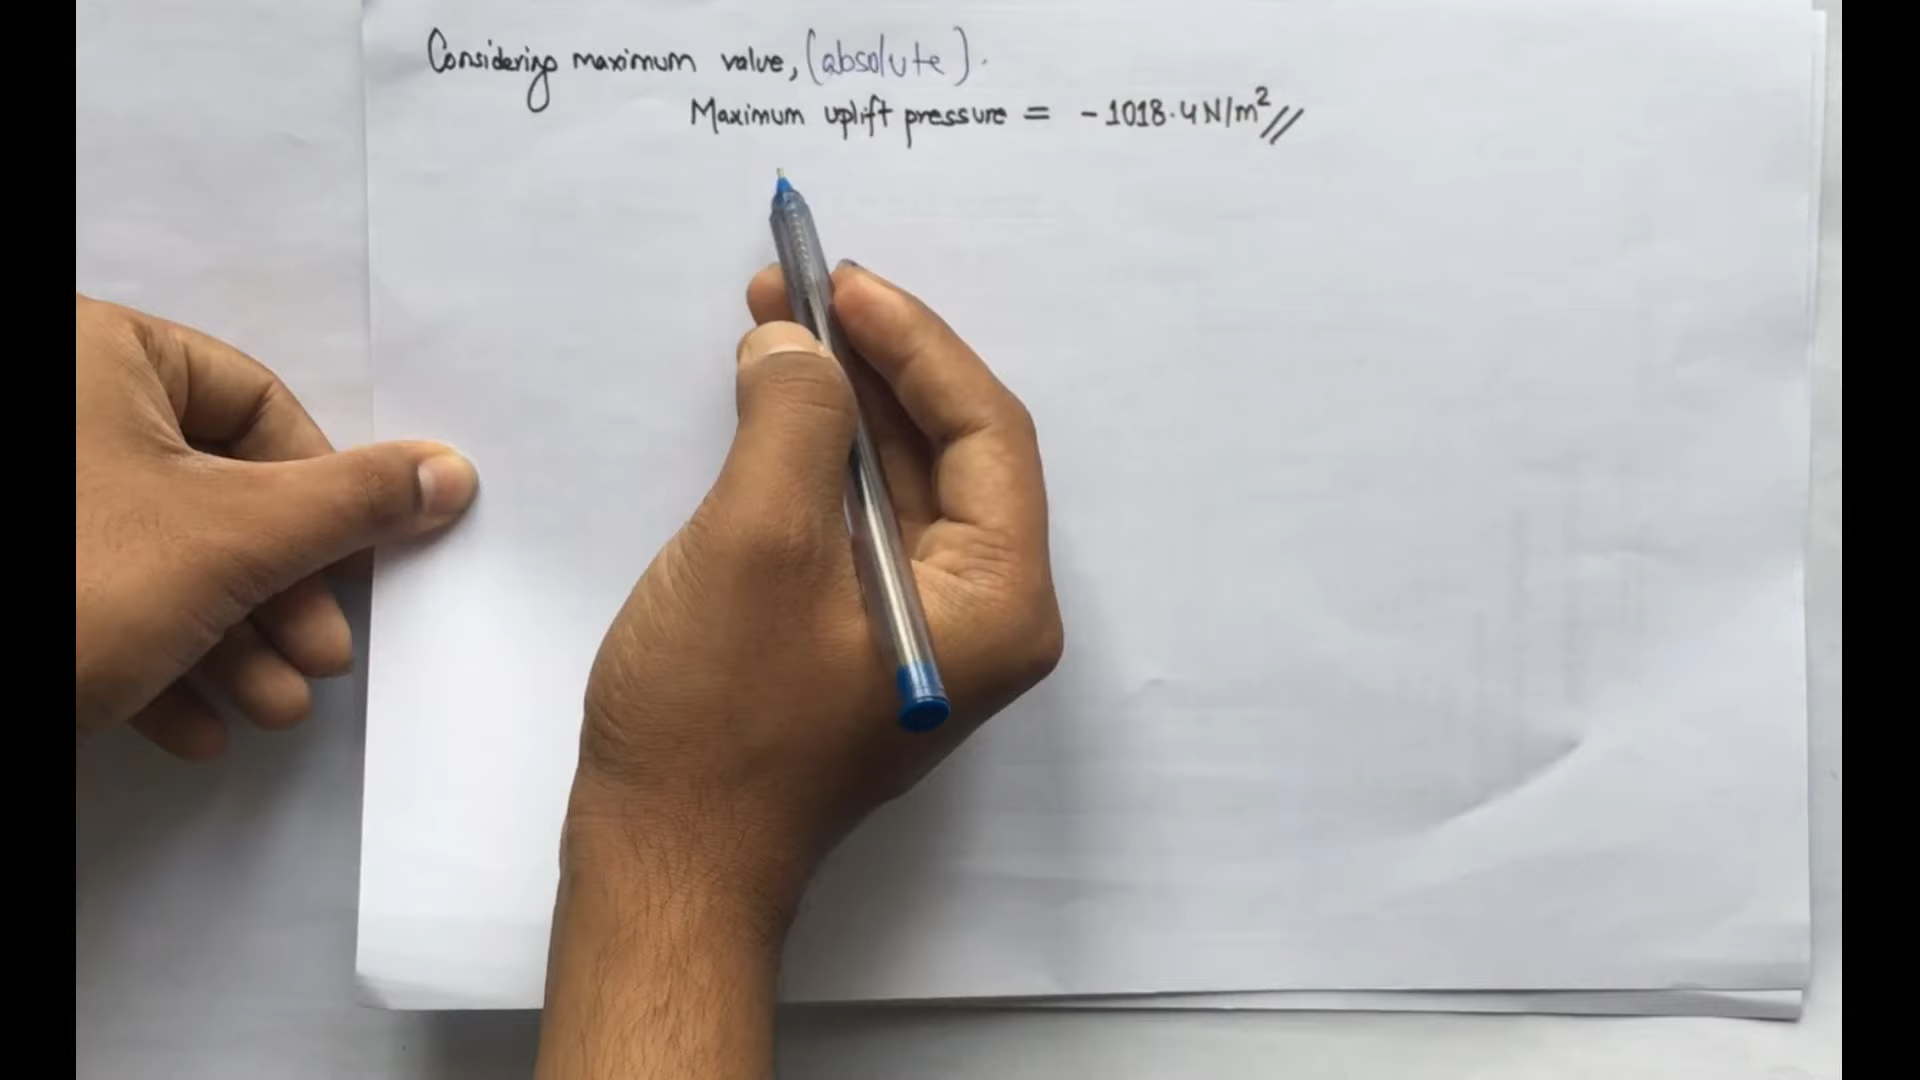 Considering maximum value, (absolute).
Maximum uplift pressure = -1018.4 N/m²//